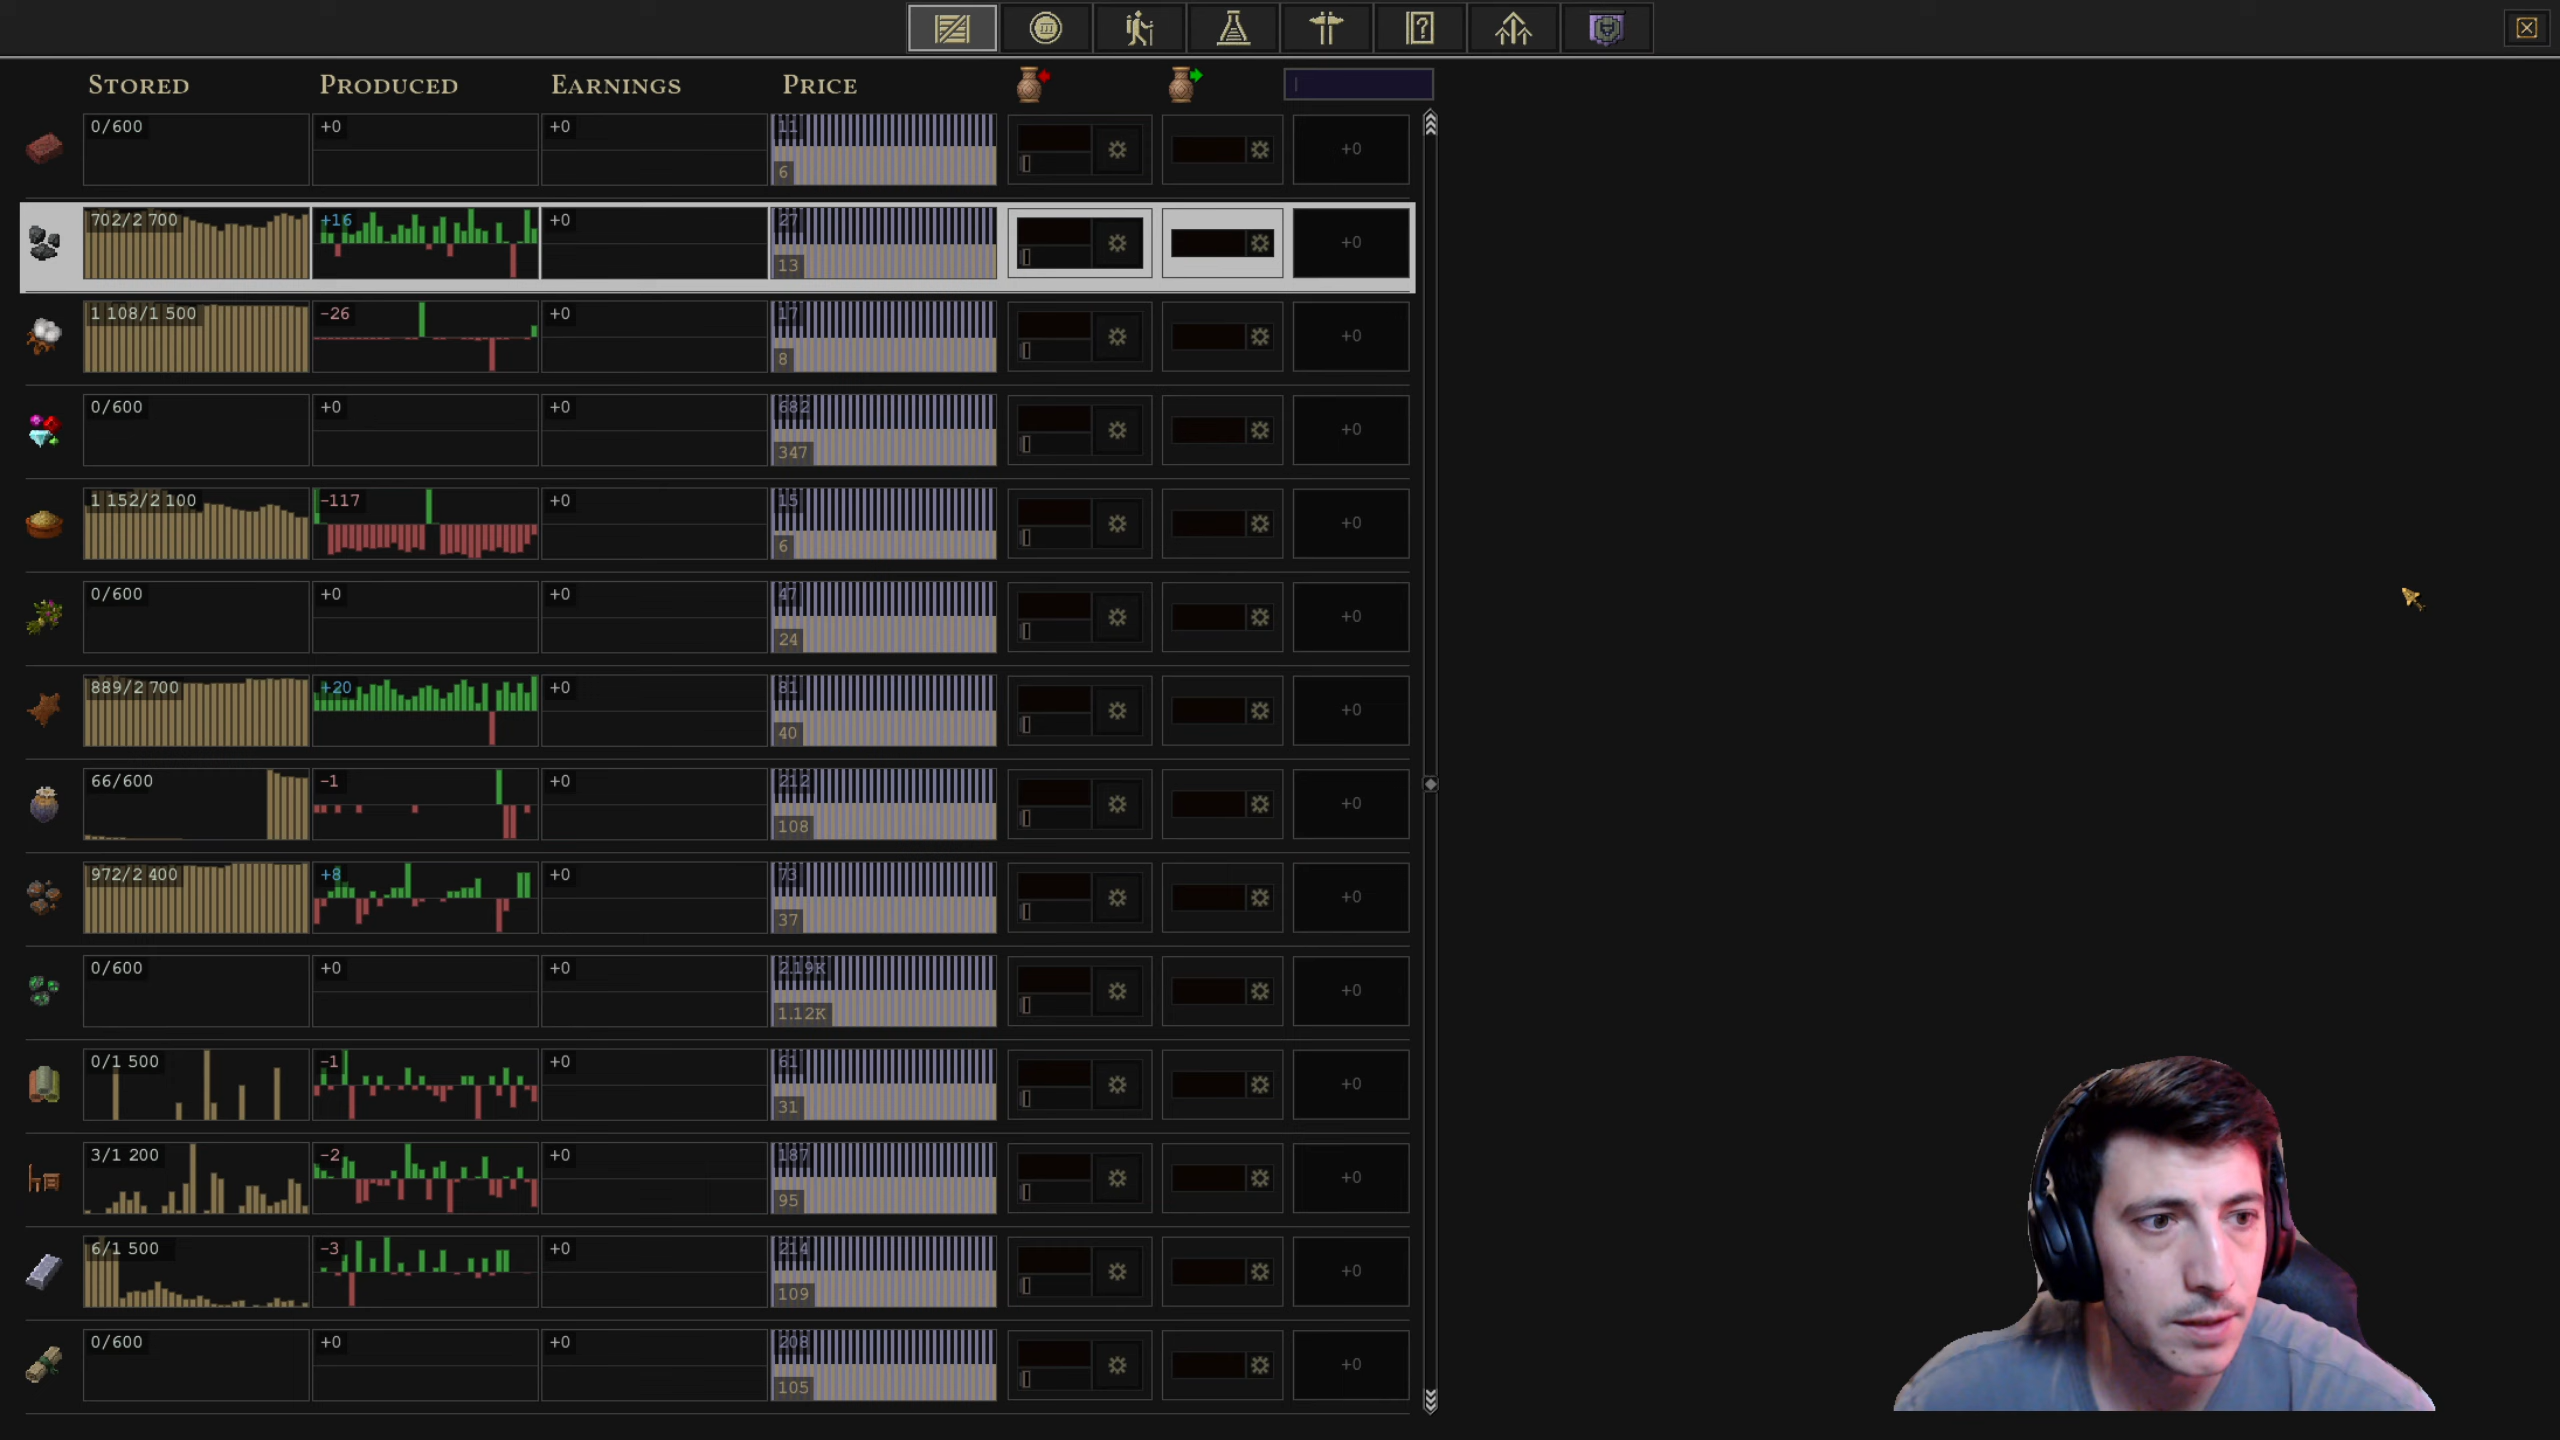 STORED PRODUCED EARNINGS PRICE
0/600 +0 +0 11 +0
6
702/2 700 +16 +0 27 +0
13
1 108/1 500 -26 +0 17 +0
8
0/600 +0 +0 682 +0
347
1 152/2 100 -117 +0 15 +0
6
0/600 +0 +0 47 +0
24
889/2 700 +20 +0 81 +0
40
66/600 -1 +0 212 +0
108
972/2 400 +8 +0 73 +0
37
0/600 +0 +0 2.19K +0
1.12K
0/1 500 -1 +0 61 +0
31
3/1 200 -2 +0 187 +0
95
6/1 500 -3 +0 214 +0
109
0/600 +0 +0 208 +0
105